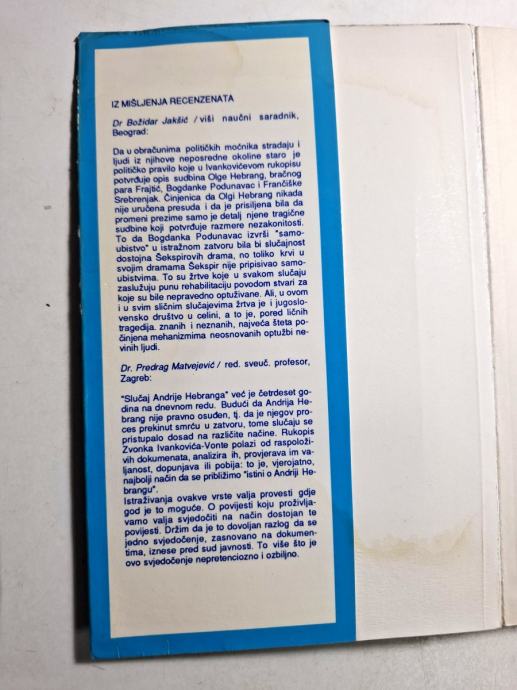 IZ MIŠLJENJA RECENZENATA
Dr Božidar Jakšić / viši naučni saradnik,
Beograd:
Da u obračunima političkih moćnika stradaju i
ljudi iz njihove neposredne okoline staro je
političko pravilo koje u Ivankovićevom rukopisu
potvrđuje opis sudbina Olge Hebrang, bračnog
para Frajtić, Bogdanke Podunavac i Frančiške
Srebrenjak. Činjenica da Olgi Hebrang nikada
nije uručena presuda i da je prisiljena bila da
promeni prezime samo je detalj njene tragične
sudbine koji potvrđuje razmere nezakonitosti.
To da Bogdanka Podunavac izvrši "samo-
ubistvo" u istražnom zatvoru bila bi slučajnost
dostojna Šekspirovih drama, no toliko krvi u
svojim dramama Šekspir nije pripisivao samo-
ubistvima. To su žrtve koje u svakom slučaju
zaslužuju punu rehabilitaciju povodom stvari za
koje su bile nepravedno optuživane. Ali, u ovom
i u svim sličnim slučajevima žrtva je i jugoslo-
vensko društvo u celini, a to je, pored ličnih
tragedija. znanih i neznanih, najveća šteta po-
činjena mehanizmima neosnovanih optužbi ne-
vinih ljudi.
Dr. Predrag Matvejević / red. sveuč. profesor,
Zagreb:
"Slučaj Andrije Hebranga" već je četrdeset go-
dina na dnevnom redu. Budući da Andrija He-
brang nije pravno osuđen, tj. da je njegov pro-
ces prekinut smrću u zatvoru, tome slučaju se
pristupalo dosad na različite načine. Rukopis
Zvonka Ivankovića-Vonte polazi od raspoloži-
vih dokumenata, analizira ih, provjerava im va-
ljanost, dopunjava ili pobija: to je, vjerojatno,
najbolji način da se približimo "istini o Andriji He-
brangu".
Istraživanja ovakve vrste valja provesti gdje
god je to moguće. O povijesti koju proživlja-
vamo valja svjedočiti na način dostojan te
povijesti. Držim da je to dovoljan razlog da se
jedno svjedočenje, zasnovano na dokumen-
tima, iznese pred sud javnosti. To više što je
ovo svjedočenje nepretenciozno i ozbiljno.